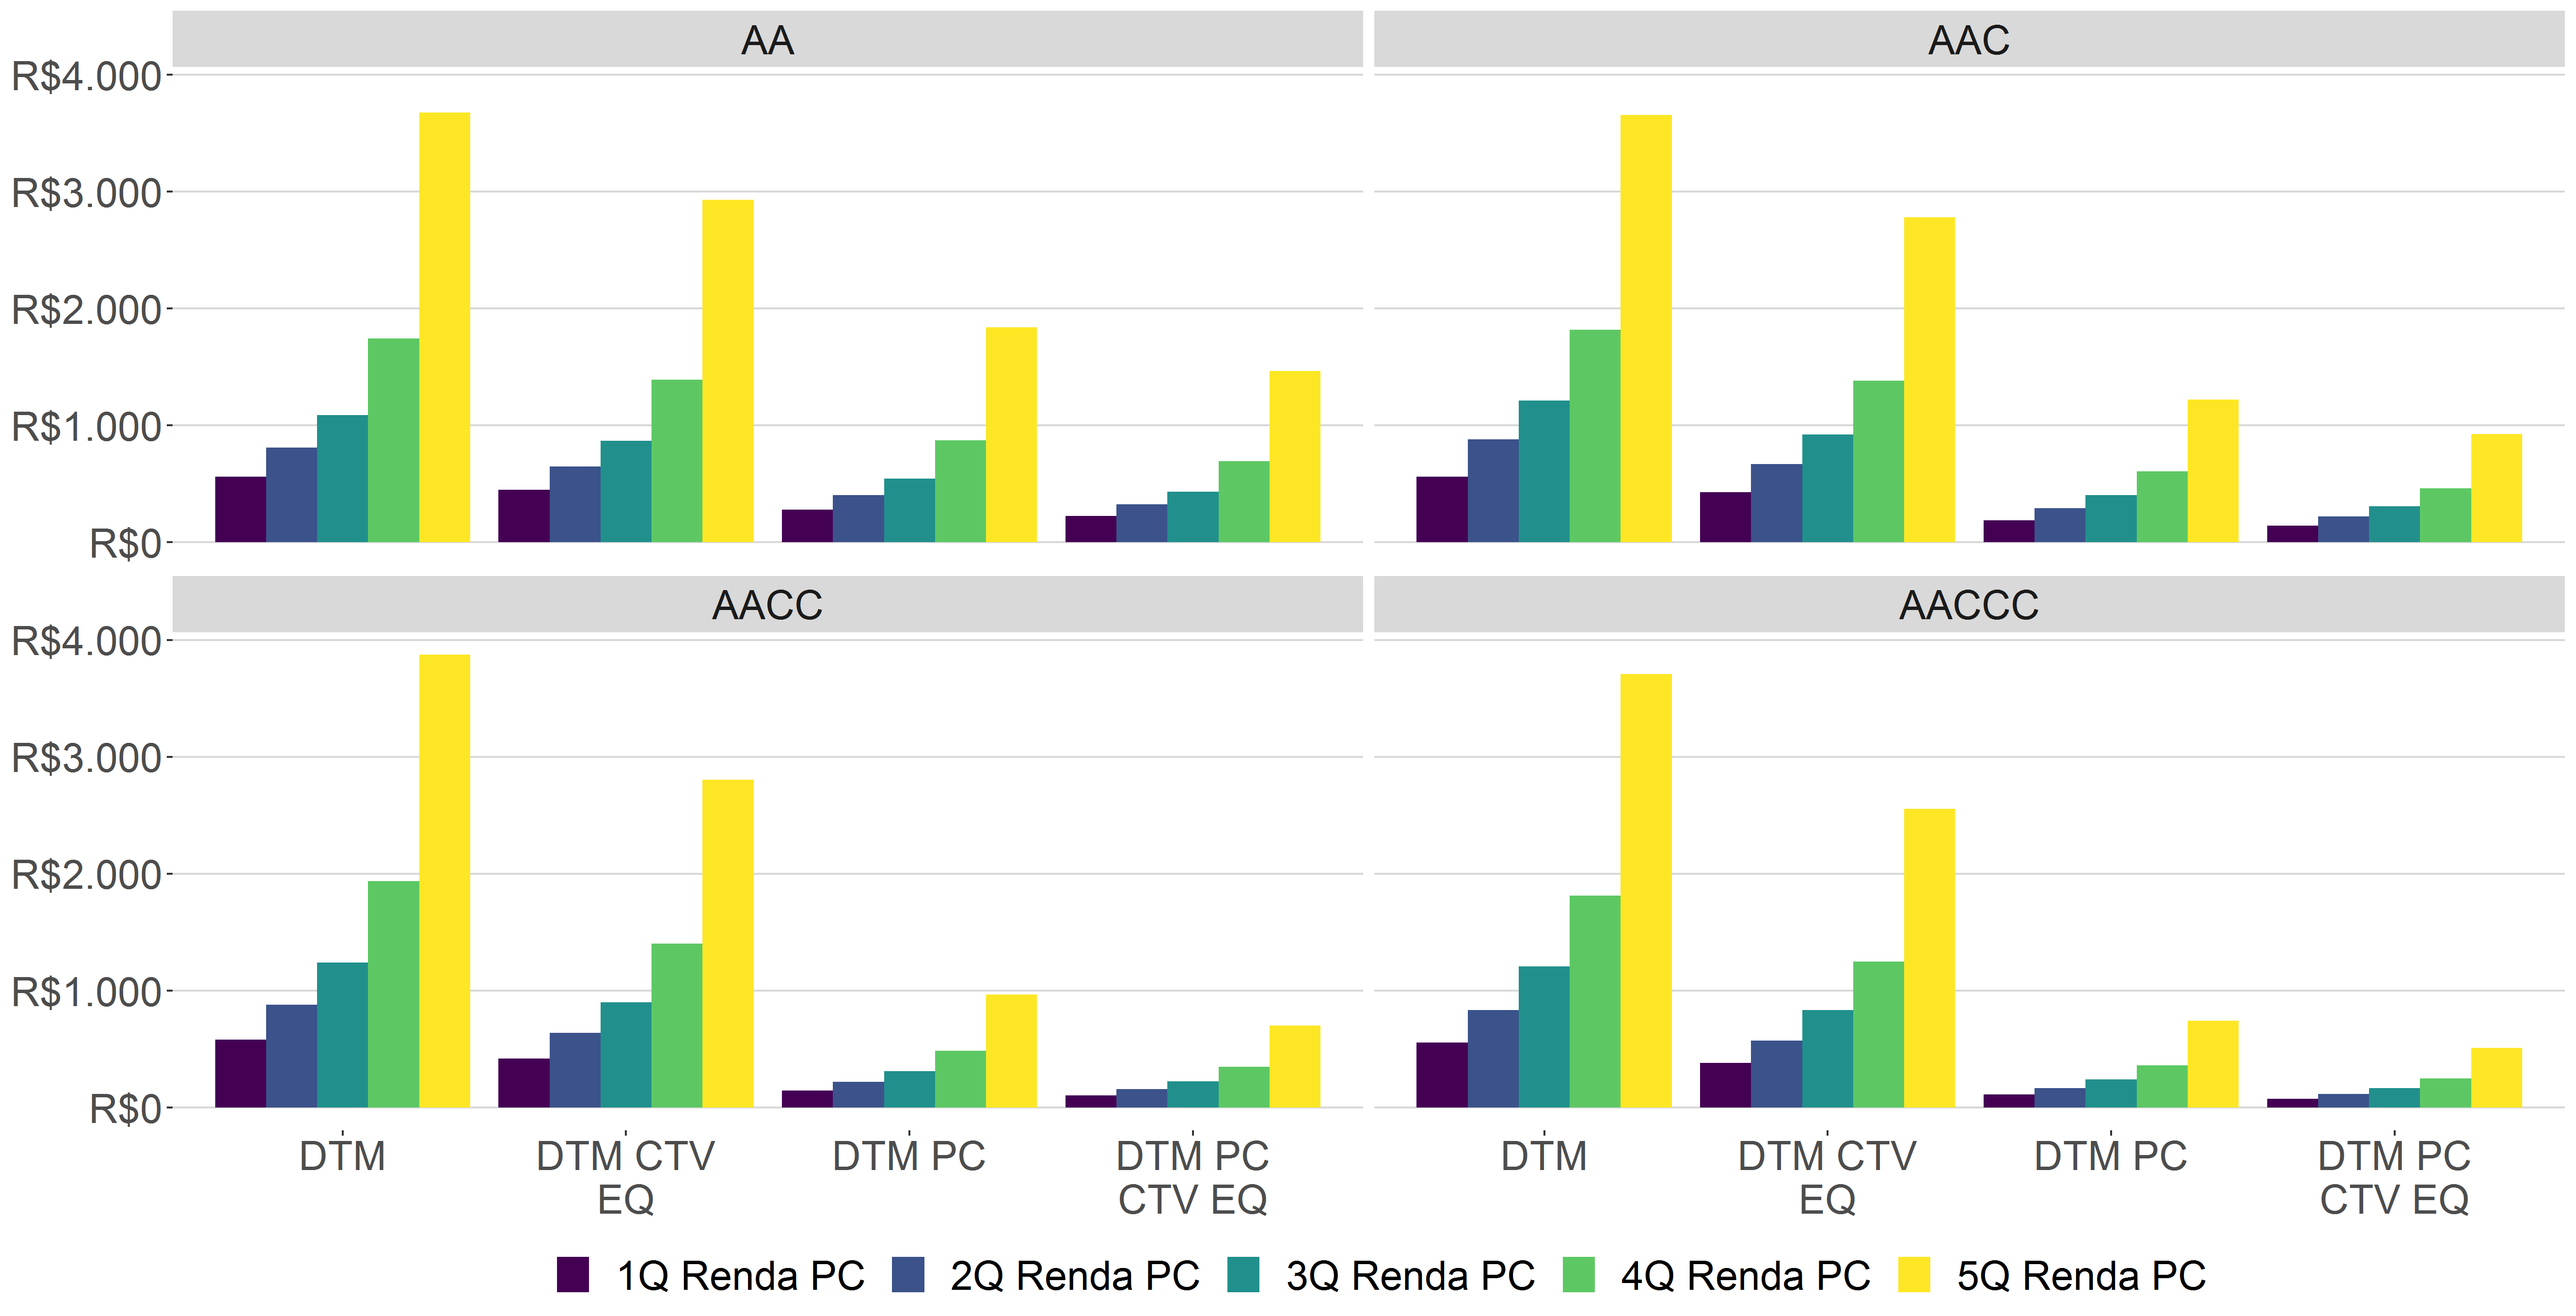 AA
AAC
R$4.000
R$3.000
R$2.000
R$1.000
R$0
AACC
AACCC
R$4.000
R$3.000
R$2.000
R$1.000
R$0
DTM
DTM CTV
EQ
DTM PC
DTM PC
CTV EQ
DTM
DTM CTV
EQ
DTM PC
DTM PC
CTV EQ
1Q Renda PC
2Q Renda PC
3Q Renda PC
4Q Renda PC
5Q Renda PC